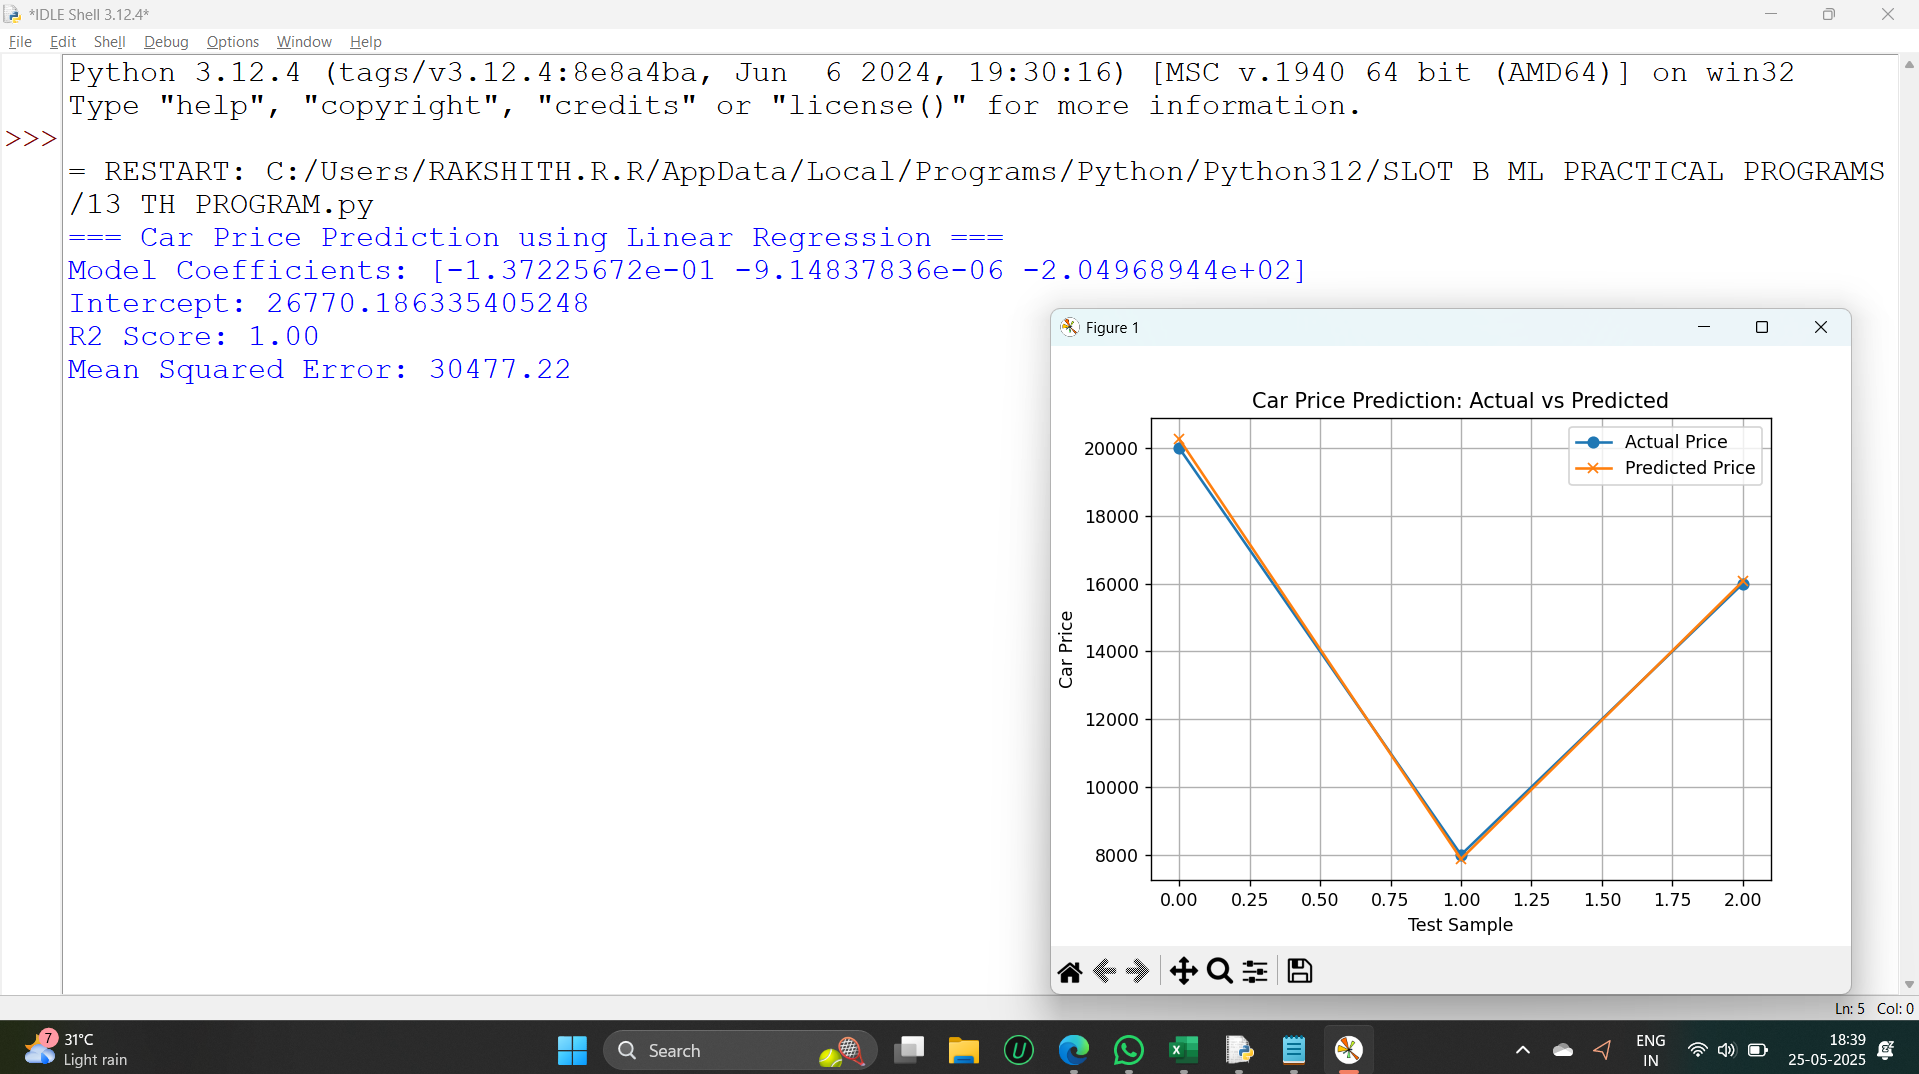 *IDLE Shell 3.12.4*
File Edit Shell Debug Options Window Help
Python 3.12.4 (tags/v3.12.4:8e8a4ba, Jun  6 2024, 19:30:16) [MSC v.1940 64 bit (AMD64)] on win32
Type "help", "copyright", "credits" or "license()" for more information.
>>>
= RESTART: C:/Users/RAKSHITH.R.R/AppData/Local/Programs/Python/Python312/SLOT B ML PRACTICAL PROGRAMS
/13 TH PROGRAM.py
=== Car Price Prediction using Linear Regression ===
Model Coefficients: [-1.37225672e-01 -9.14837836e-06 -2.04968944e+02]
Intercept: 26770.186335405248
R2 Score: 1.00
Mean Squared Error: 30477.22
Figure 1
Car Price Prediction: Actual vs Predicted
Actual Price
Predicted Price
20000
18000
16000
14000
12000
10000
8000
Car Price
0.00 0.25 0.50 0.75 1.00 1.25 1.50 1.75 2.00
Test Sample
Ln: 5 Col: 0
7
31°C
Light rain
Search
ENG
IN
18:39
25-05-2025